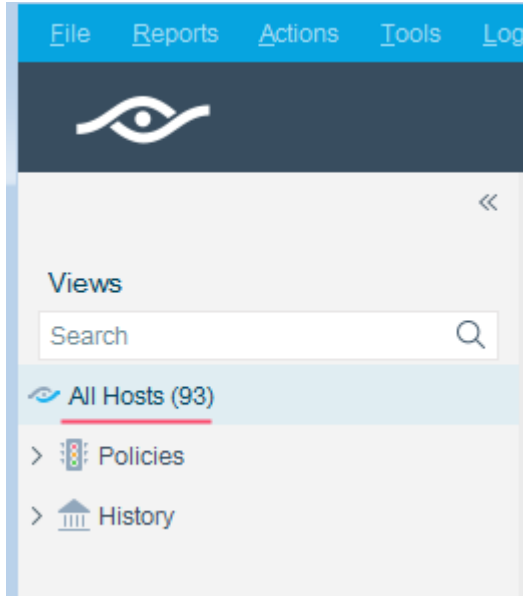 File Reports Actions Tools Log
Views
Search
All Hosts (93)
Policies
History